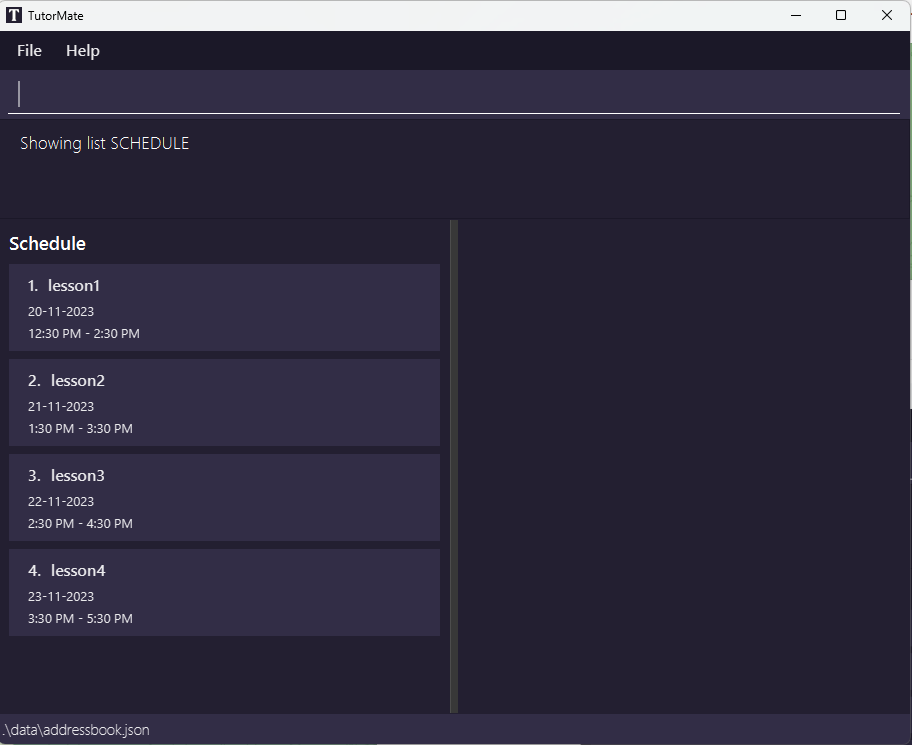 T TutorMate
File Help
Showing list SCHEDULE
Schedule
1. lesson1
20-11-2023
12:30 PM - 2:30 PM
2. lesson2
21-11-2023
1:30 PM - 3:30 PM
3. lesson3
22-11-2023
2:30 PM - 4:30 PM
4. lesson4
23-11-2023
3:30 PM - 5:30 PM
.\data\addressbook.json